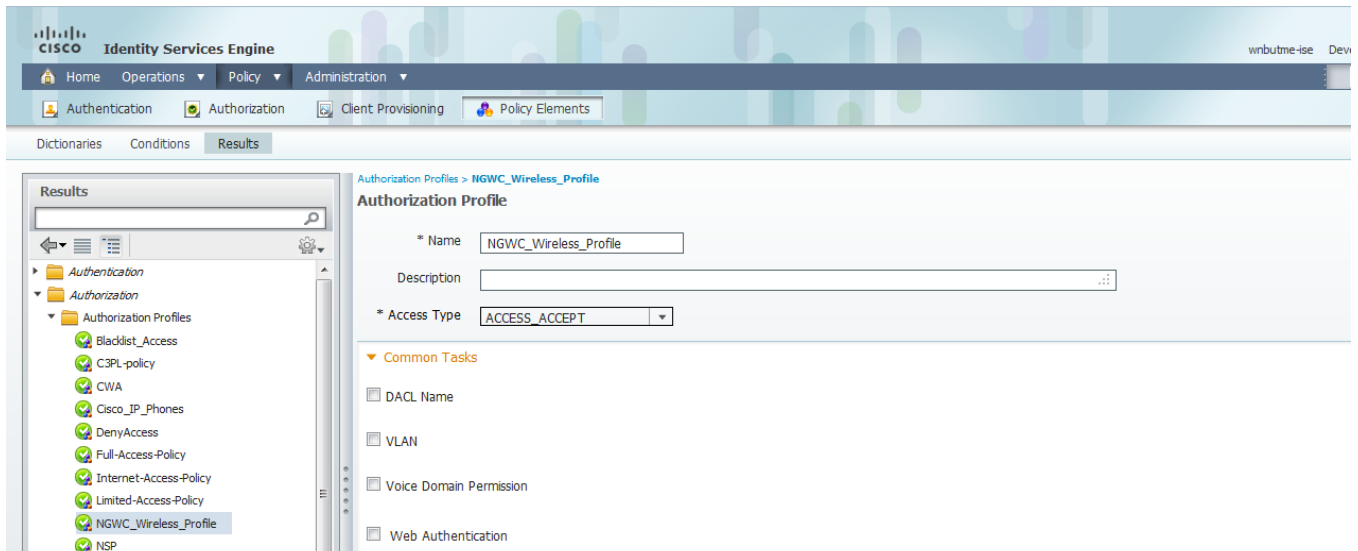 CISCO Identity Services Engine
wnbutme-ise Deve
Home Operations Policy Administration
Authentication Authorization Client Provisioning Policy Elements
Dictionaries Conditions Results
Results
Authentication
Authorization
Authorization Profiles
Blacklist_Access
C3PL-policy
CWA
Cisco_IP_Phones
DenyAccess
Full-Access-Policy
Internet-Access-Policy
Limited-Access-Policy
NGWC_Wireless_Profile
NSP
Authorization Profiles > NGWC_Wireless_Profile
Authorization Profile
* Name NGWC_Wireless_Profile
Description
* Access Type ACCESS_ACCEPT
Common Tasks
DACL Name
VLAN
Voice Domain Permission
Web Authentication